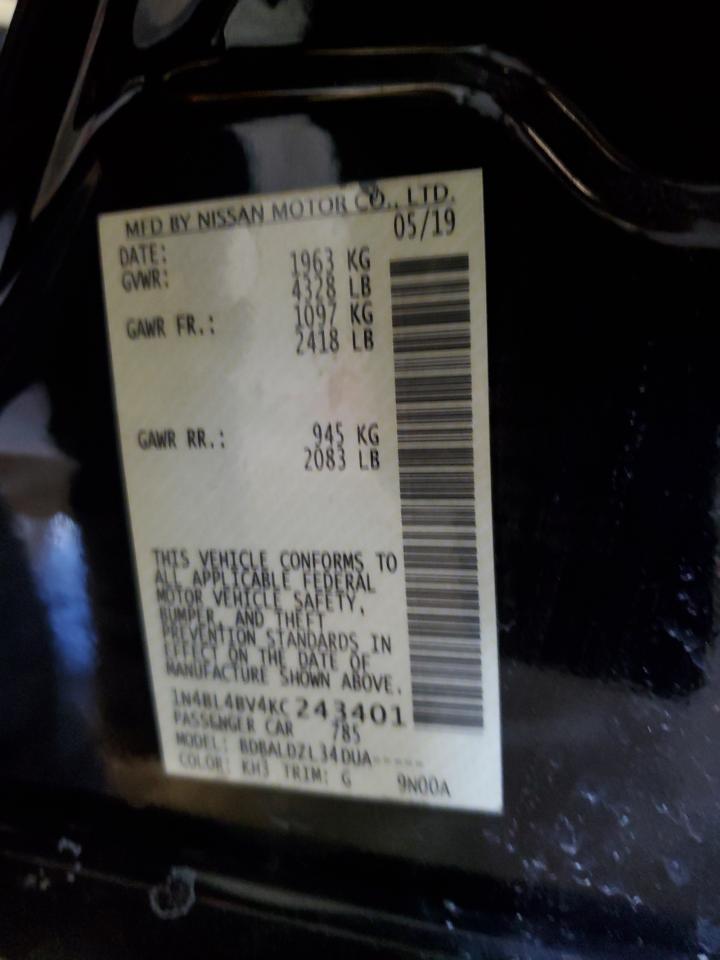 MFD BY NISSAN MOTOR CO., LTD.
DATE: 05/19
GVWR: 1963 KG
4328 LB
GAWR FR.: 1097 KG
2418 LB
GAWR RR.: 945 KG
2083 LB
THIS VEHICLE CONFORMS TO
ALL APPLICABLE FEDERAL
MOTOR VEHICLE SAFETY,
BUMPER, AND THEFT
PREVENTION STANDARDS IN
EFFECT ON THE DATE OF
MANUFACTURE SHOWN ABOVE.
1N4BL4BV4KC243401
PASSENGER CAR 785
MODEL: BDBALDZL34DUA-----
COLOR: KH3 TRIM: G 9N00A